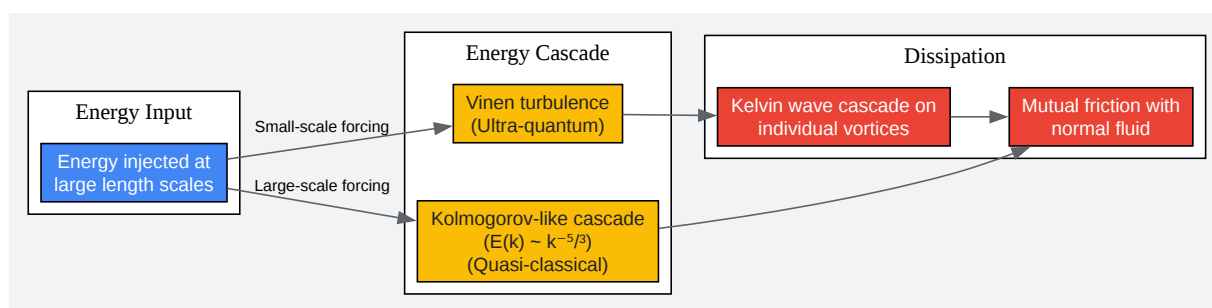 Energy Input
Energy injected at
large length scales
Small-scale forcing
Large-scale forcing
Energy Cascade
Vinen turbulence
(Ultra-quantum)
Kolmogorov-like cascade
(E(k) ~ k⁻⁵/³)
(Quasi-classical)
Dissipation
Kelvin wave cascade on
individual vortices
Mutual friction with
normal fluid